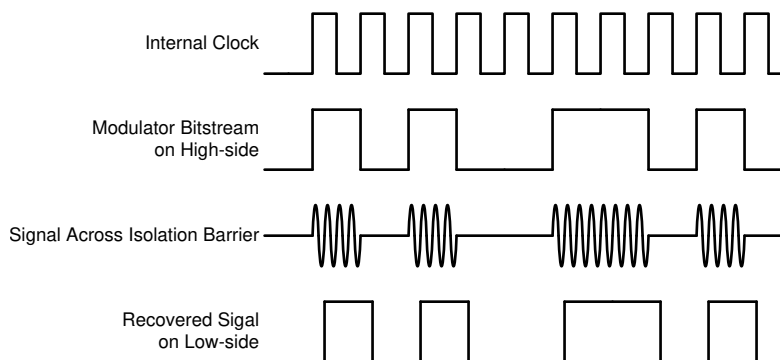 Internal Clock
Modulator Bitstream
on High-side
Signal Across Isolation Barrier
Recovered Sigal
on Low-side